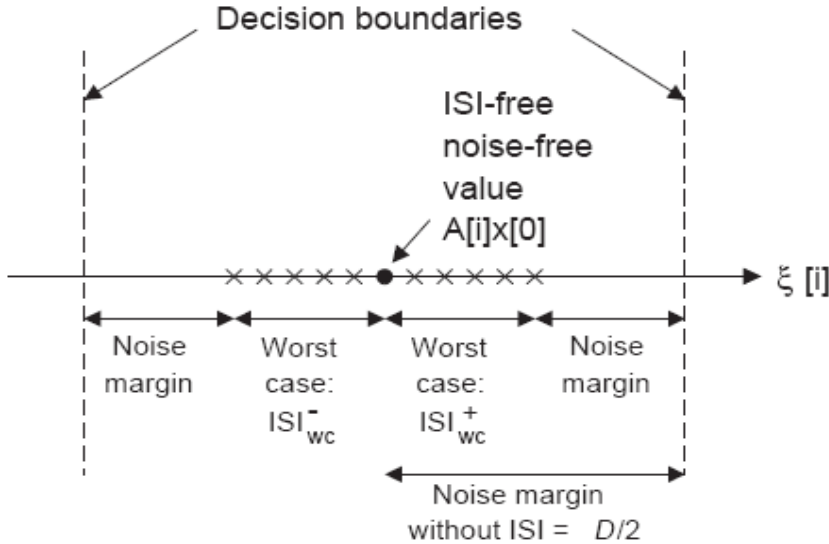 Decision boundaries
ISI-free
noise-free
value
A[i]x[0]
ξ [i]
Noise
margin
Worst
case:
ISI⁻wc
Worst
case:
ISI⁺wc
Noise
margin
Noise margin
without ISI = D/2